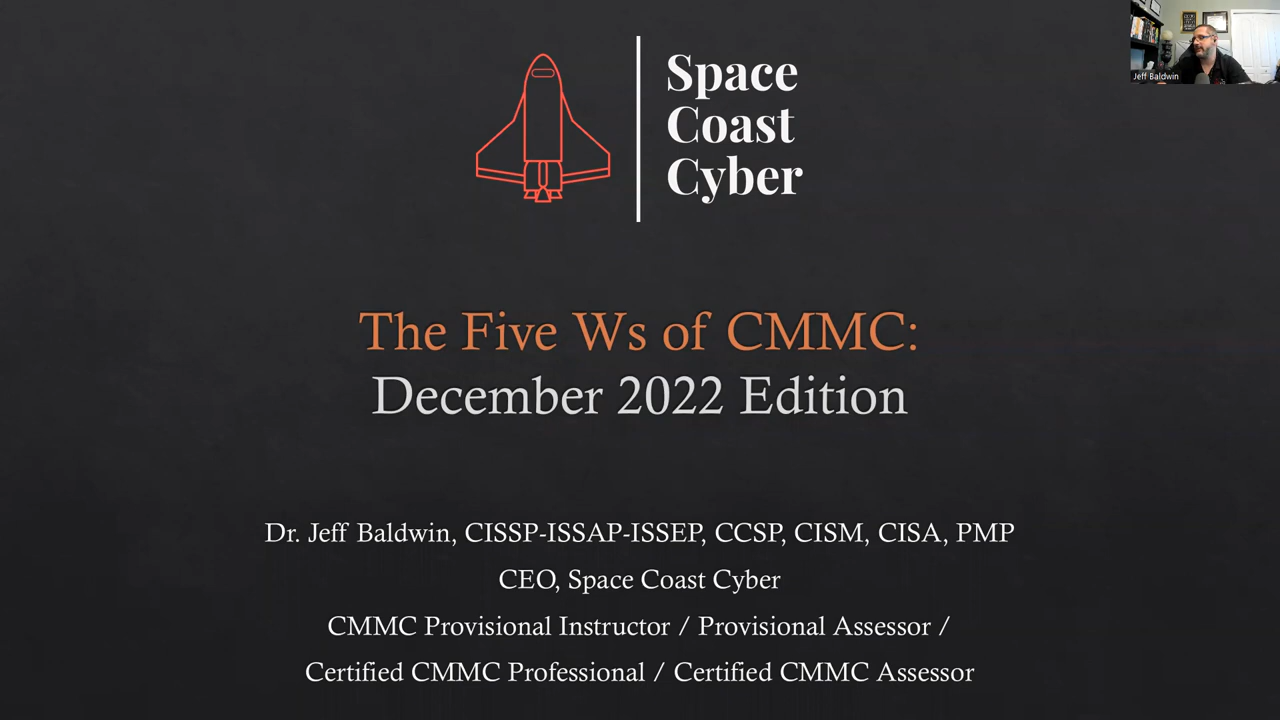 Space
Coast
Cyber
Jeff Baldwin
The Five Ws of CMMC:
December 2022 Edition
Dr. Jeff Baldwin, CISSP-ISSAP-ISSEP, CCSP, CISM, CISA, PMP
CEO, Space Coast Cyber
CMMC Provisional Instructor / Provisional Assessor /
Certified CMMC Professional / Certified CMMC Assessor